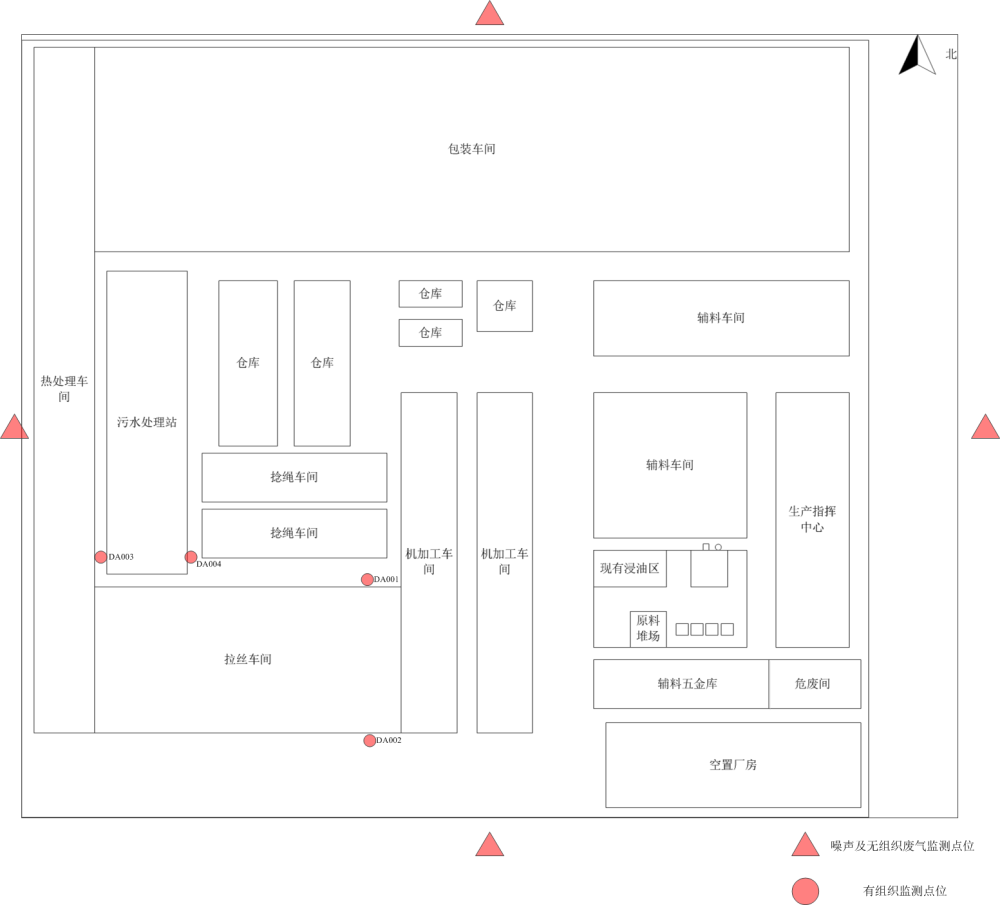 北
包装车间
仓库
仓库
仓库
辅料车间
仓库
仓库
热处理车
间
污水处理站
捻绳车间
辅料车间
生产指挥
中心
捻绳车间
机加工车
间
机加工车
间
DA003
DA004
现有浸油区
DA001
原料
堆场
拉丝车间
辅料五金库
危废间
DA002
空置厂房
噪声及无组织废气监测点位
有组织监测点位